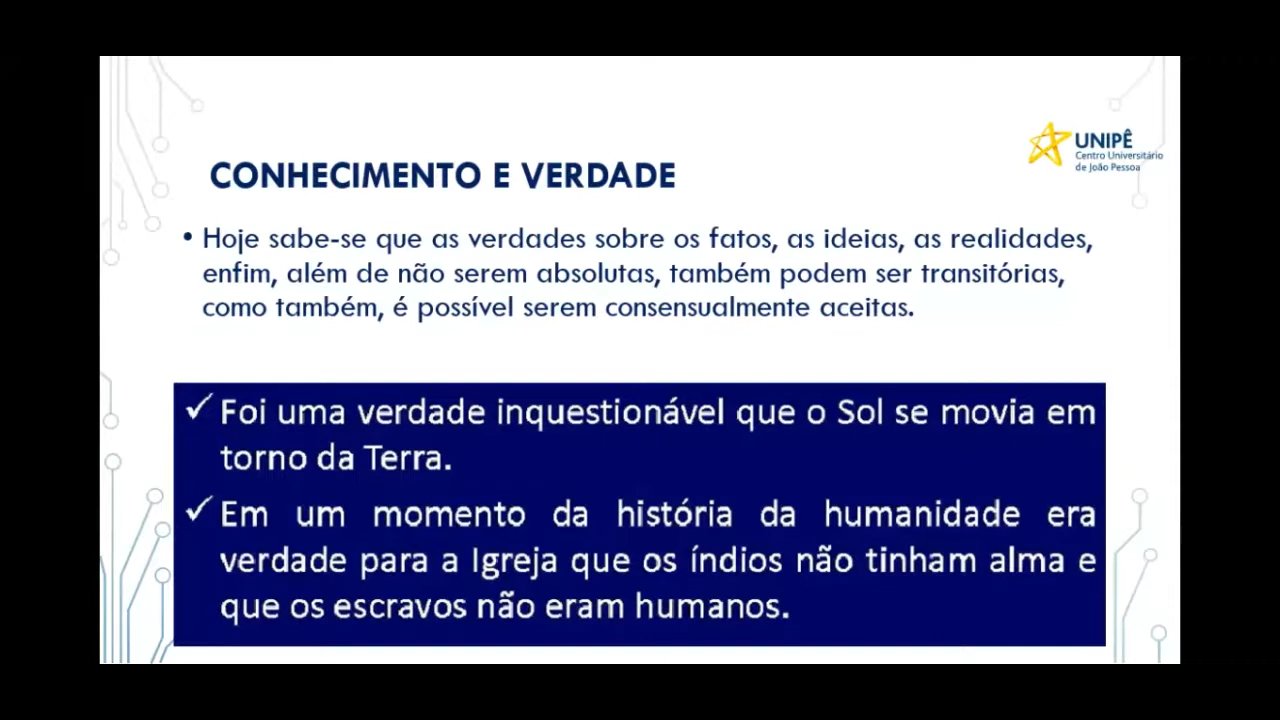 UNIPÊ
Centro Universitário
de João Pessoa
CONHECIMENTO E VERDADE
• Hoje sabe-se que as verdades sobre os fatos, as ideias, as realidades,
enfim, além de não serem absolutas, também podem ser transitórias,
como também, é possível serem consensualmente aceitas.
✓ Foi uma verdade inquestionável que o Sol se movia em
torno da Terra.
✓ Em um momento da história da humanidade era
verdade para a Igreja que os índios não tinham alma e
que os escravos não eram humanos.